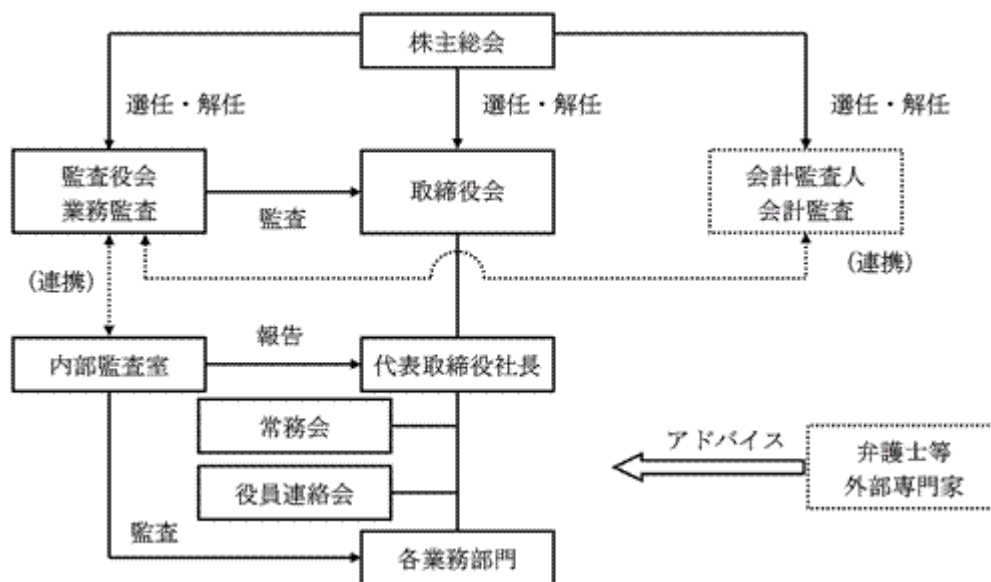 株主総会
選任・解任
選任・解任
選任・解任
監査役会
業務監査
監査
取締役会
会計監査人
会計監査
(連携)
(連携)
内部監査室
報告
代表取締役社長
常務会
役員連絡会
アドバイス
弁護士等
外部専門家
監査
各業務部門